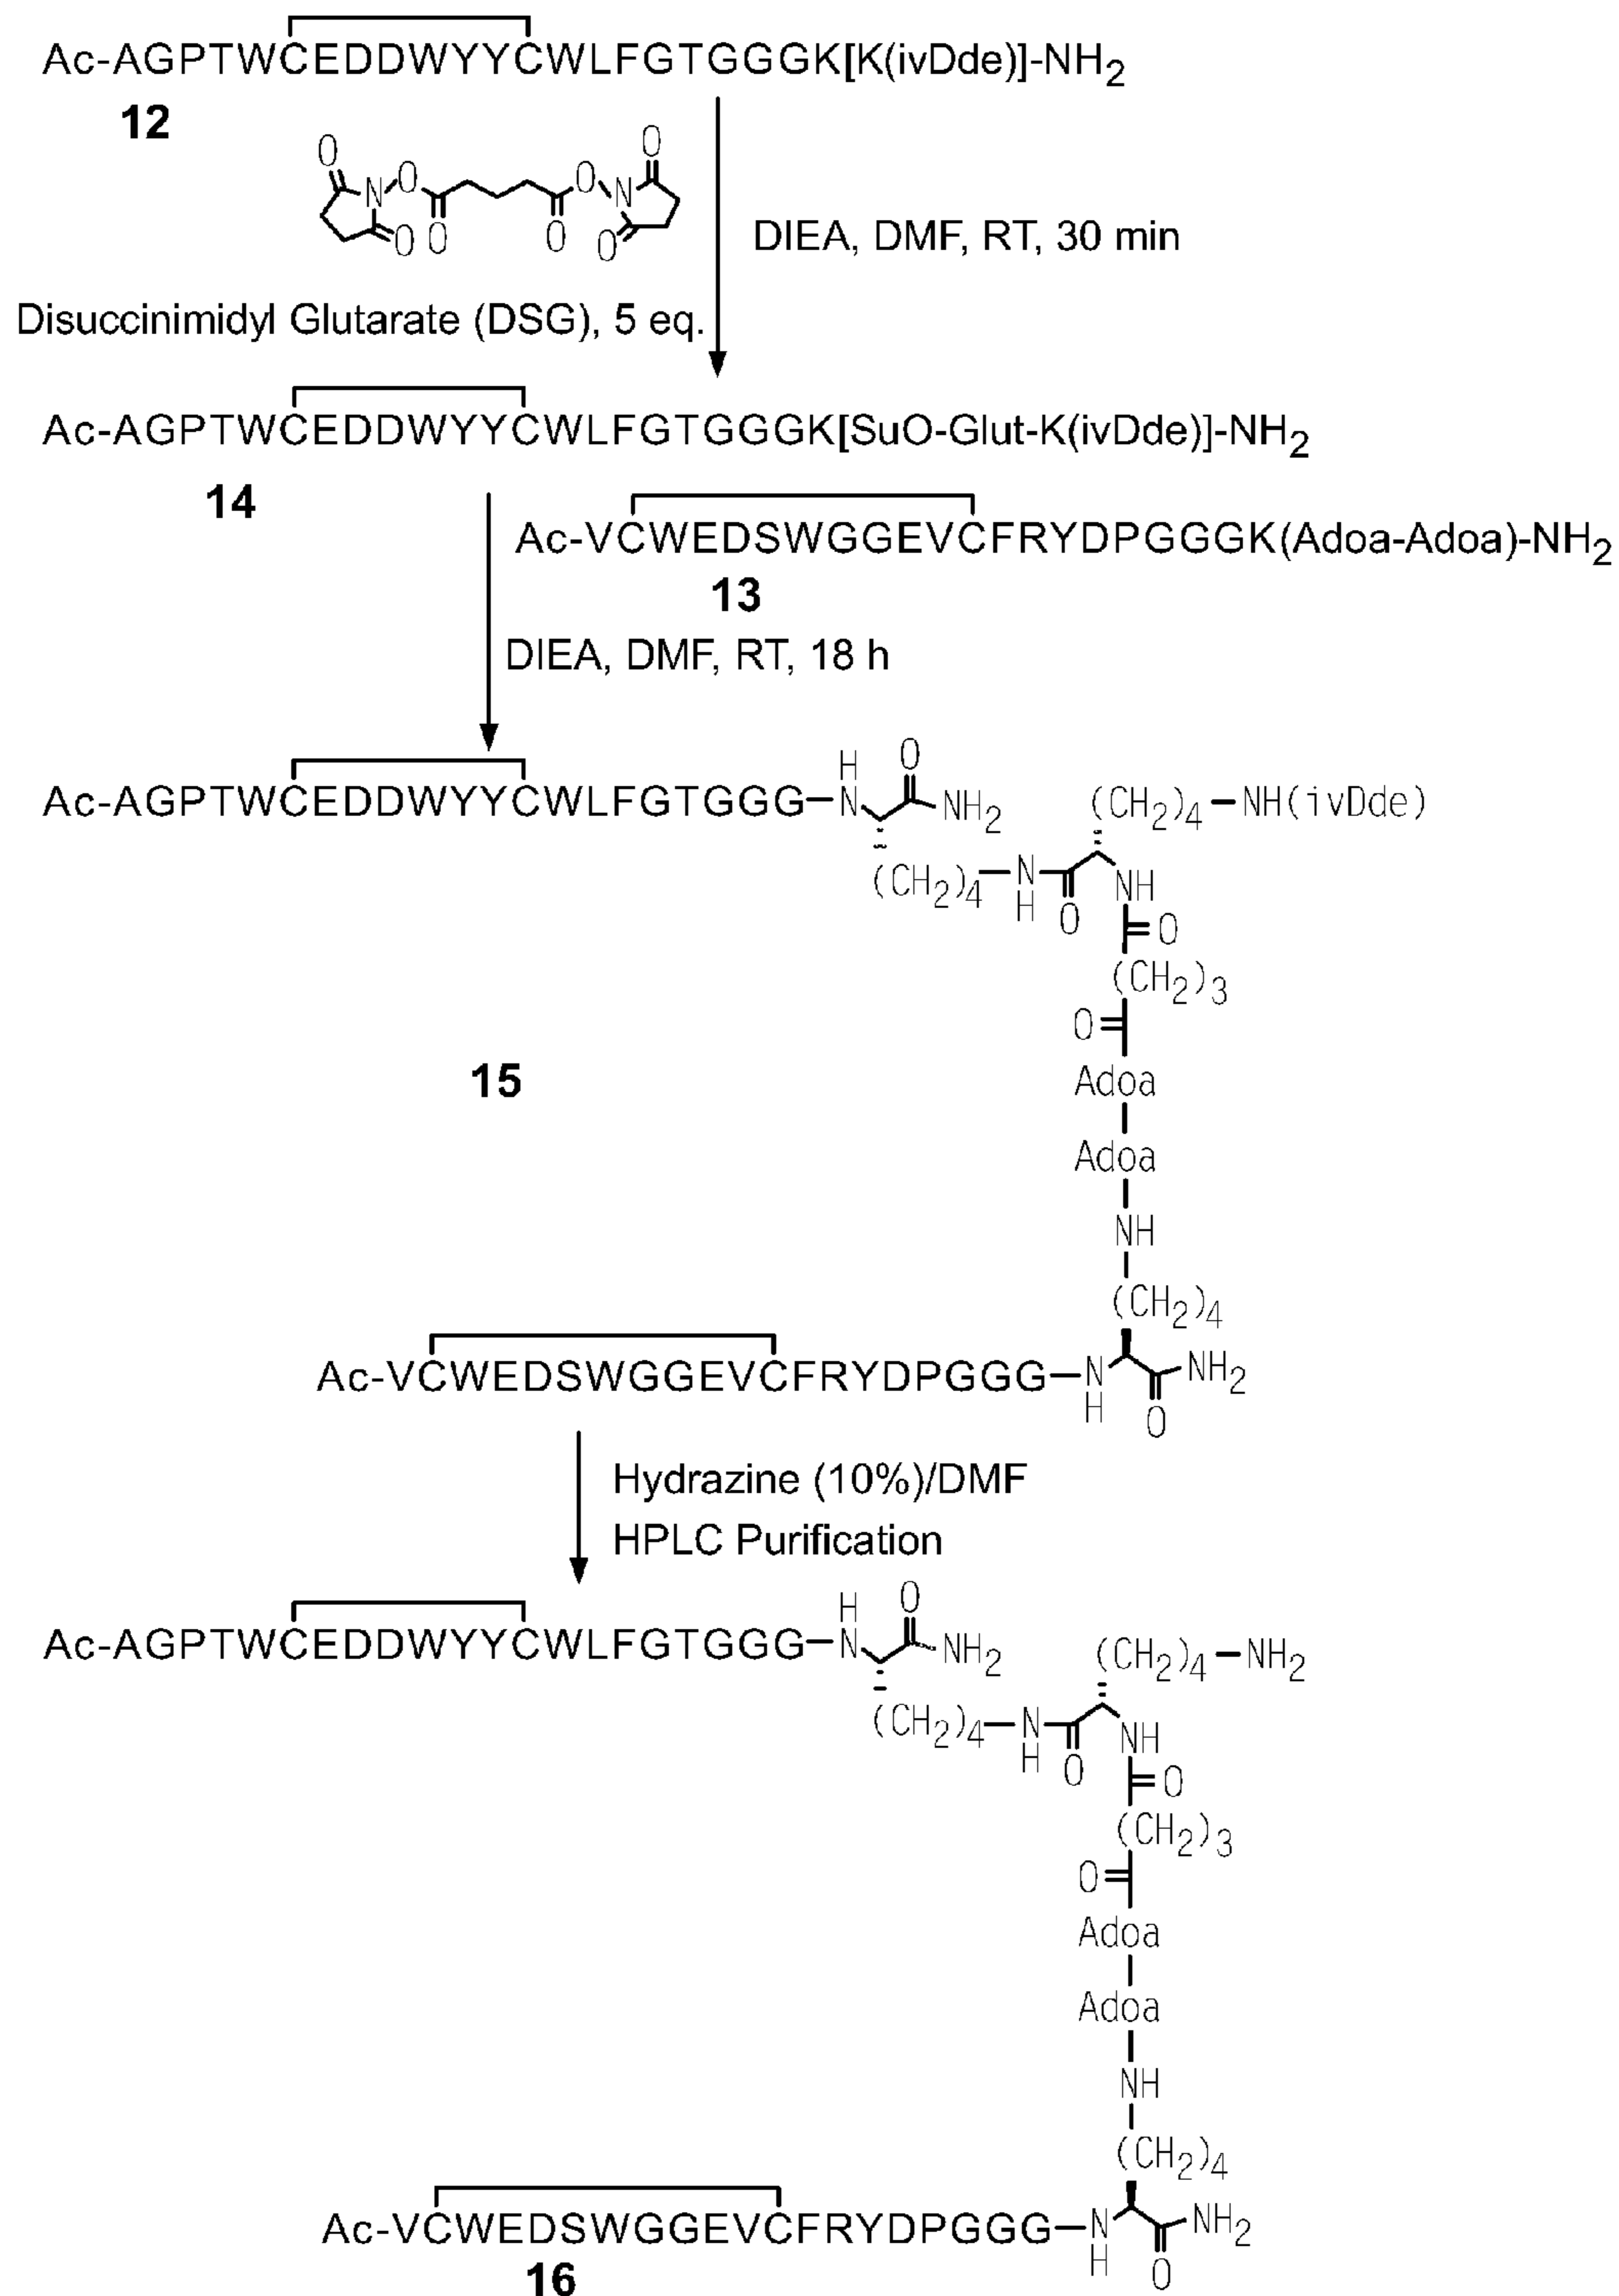 Ac-AGPTWCEDDWYYCWLFGTGGGK[K(ivDde)]-NH2
12
O
O
O
O
N
N
O
O
O
O
DIEA, DMF, RT, 30 min
Disuccinimidyl Glutarate (DSG), 5 eq.
Ac-AGPTWCEDDWYYCWLFGTGGGK[SuO-Glut-K(ivDde)]-NH2
14
Ac-VCWEDSWGGEVCFRYDPGGGK(Adoa-Adoa)-NH2
13
DIEA, DMF, RT, 18 h
Ac-AGPTWCEDDWYYCWLFGTGGG-N
H
O
NH2
(CH2)4-NH(ivDde)
(CH2)4-N
H
O
NH
O
(CH2)3
O
15
Adoa
Adoa
NH
(CH2)4
Ac-VCWEDSWGGEVCFRYDPGGG-N
H
NH2
O
Hydrazine (10%)/DMF
HPLC Purification
Ac-AGPTWCEDDWYYCWLFGTGGG-N
H
O
NH2
(CH2)4-NH2
(CH2)4-N
H
O
NH
O
(CH2)3
O
Adoa
Adoa
NH
(CH2)4
Ac-VCWEDSWGGEVCFRYDPGGG-N
H
NH2
O
16